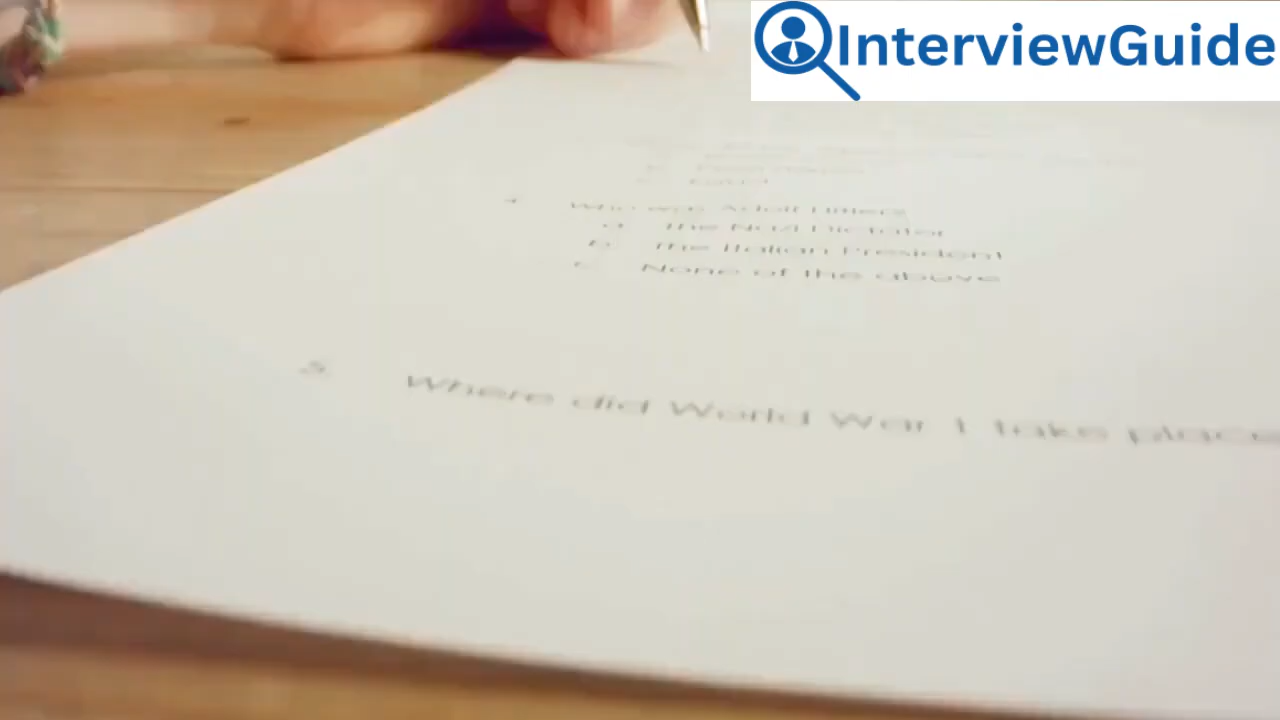 InterviewGuide
4. Who was Adolf Hitler?
a. The Nazi Dictator
b. The Italian President
c. None of the above
5. Where did World War I take place